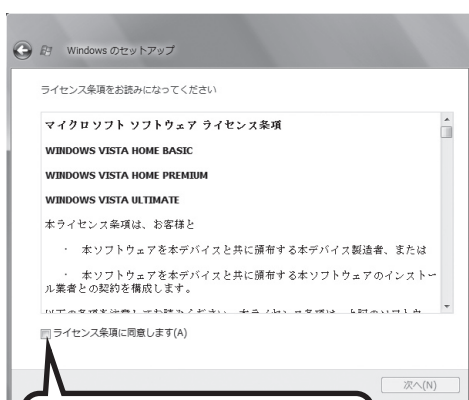 Windows のセットアップ
ライセンス条項をお読みになってください
マイクロソフト ソフトウェア ライセンス条項
WINDOWS VISTA HOME BASIC
WINDOWS VISTA HOME PREMIUM
WINDOWS VISTA ULTIMATE
本ライセンス条項は、お客様と
· 本ソフトウェアを本デバイスと共に頒布する本デバイス製造者、または
· 本ソフトウェアを本デバイスと共に頒布する本ソフトウェアのインストー
ル業者との契約を構成します。
ライセンス条項に同意します(A)
次へ(N)